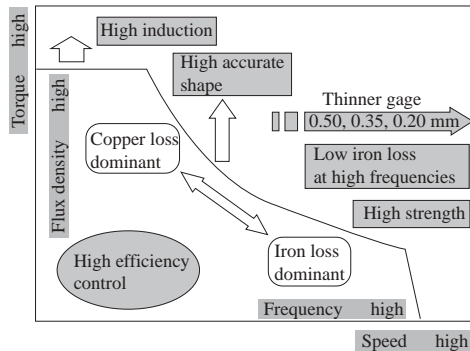 Torque high
High induction
High accurate
shape
Flux density high
Thinner gage
0.50, 0.35, 0.20 mm
Copper loss
dominant
Low iron loss
at high frequencies
High strength
High efficiency
control
Iron loss
dominant
Frequency high
Speed high